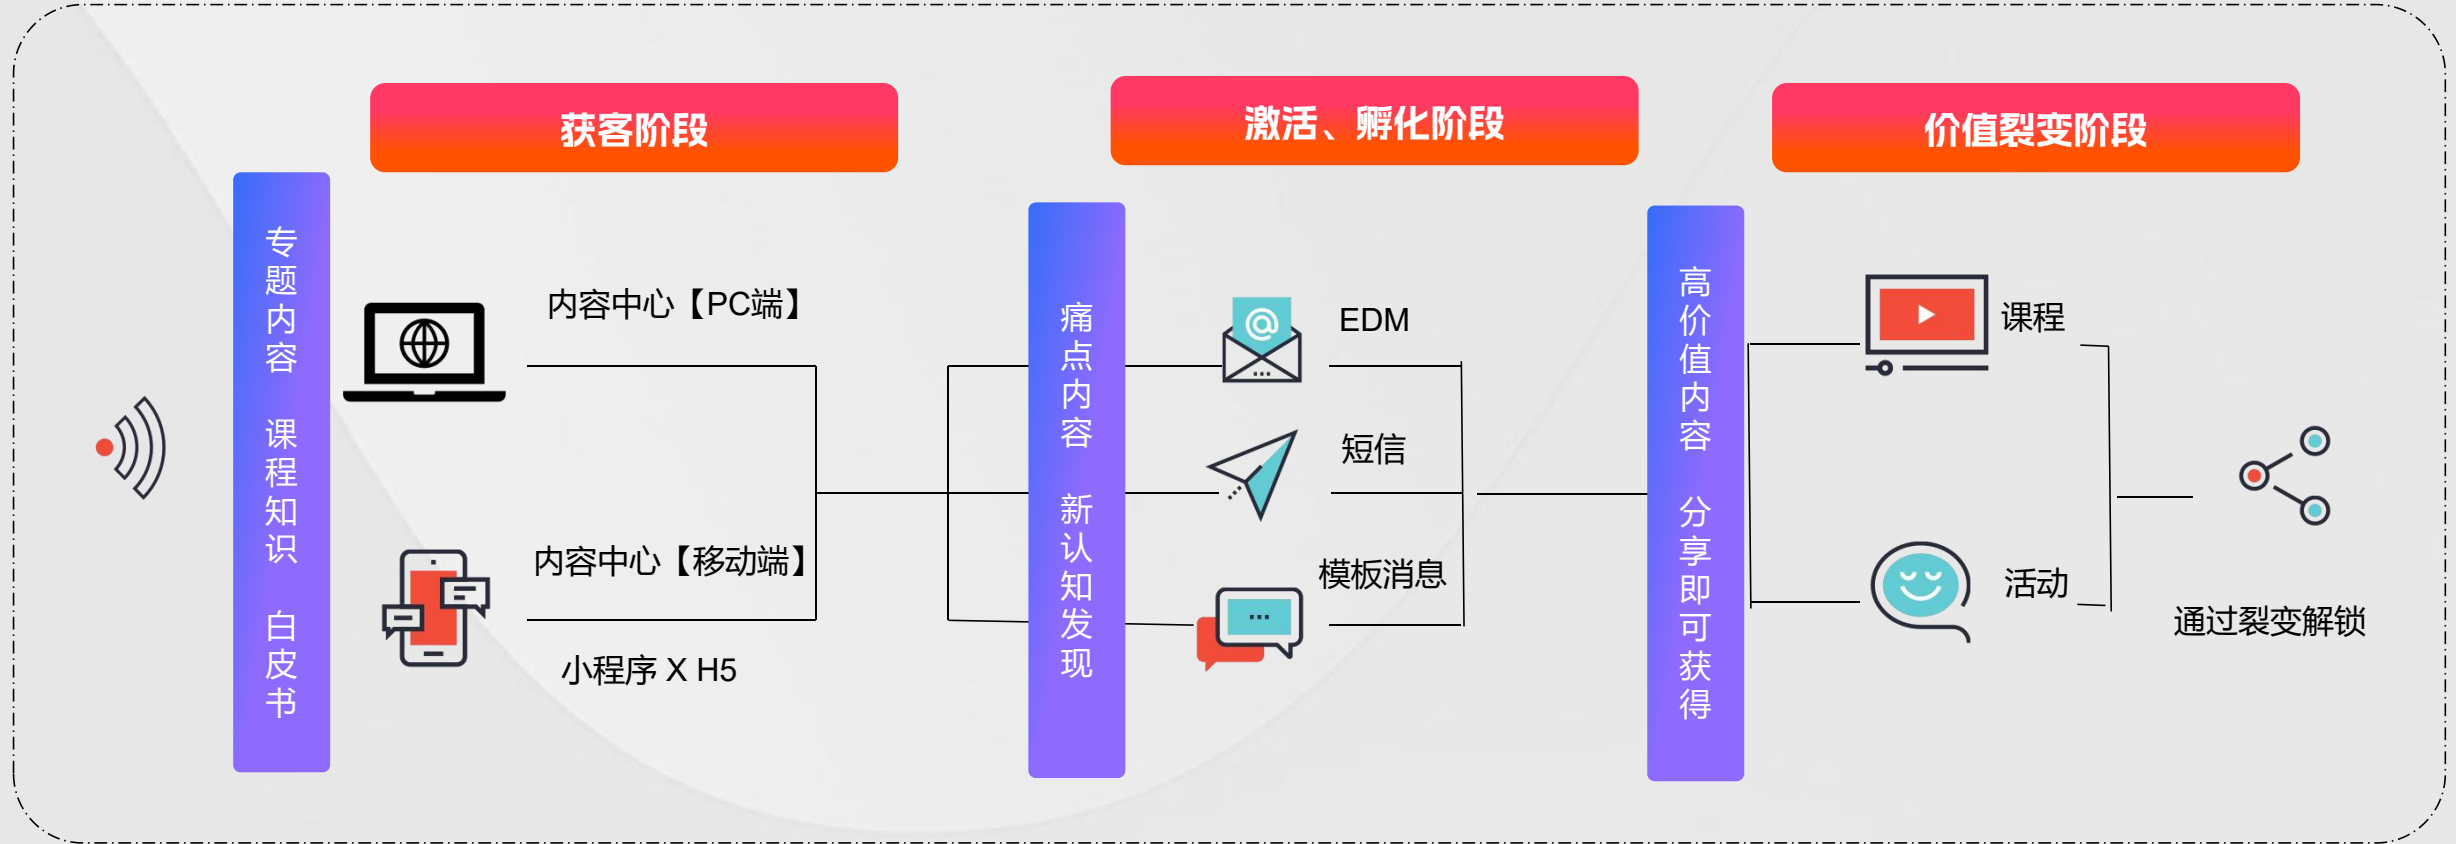 获客阶段
激活、孵化阶段
价值裂变阶段
专题内容 课程知识 白皮书
内容中心【PC端】
内容中心【移动端】
小程序 X H5
痛点内容 新认知发现
EDM
短信
模板消息
高价值内容 分享即可获得
课程
活动
通过裂变解锁